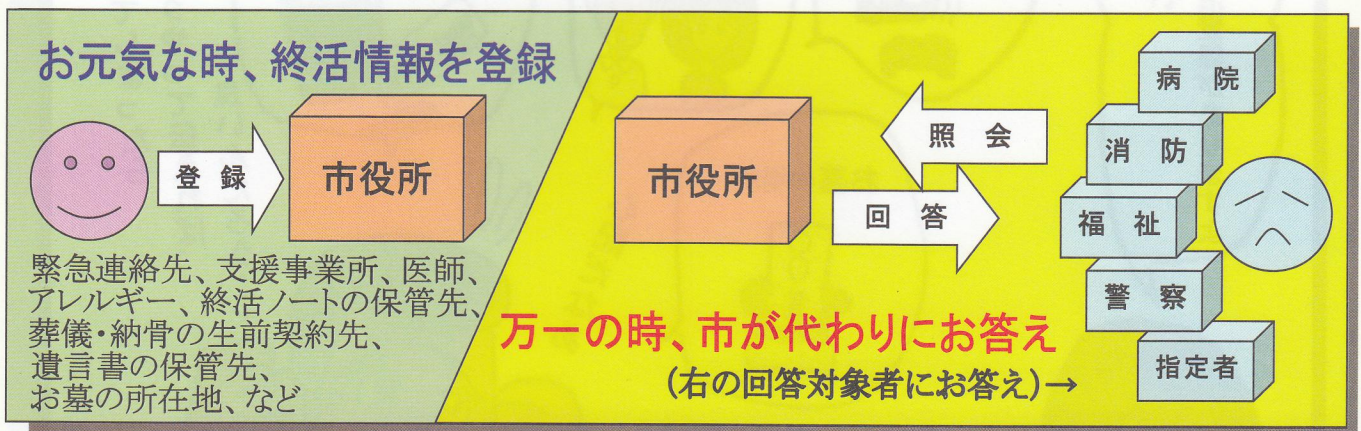 お元気な時、終活情報を登録
登 録
市役所
緊急連絡先、支援事業所、医師、
アレルギー、終活ノートの保管先、
葬儀・納骨の生前契約先、
遺言書の保管先、
お墓の所在地、など
市役所
照 会
回 答
病 院
消 防
福 祉
警 察
指定者
万一の時、市が代わりにお答え
(右の回答対象者にお答え)→